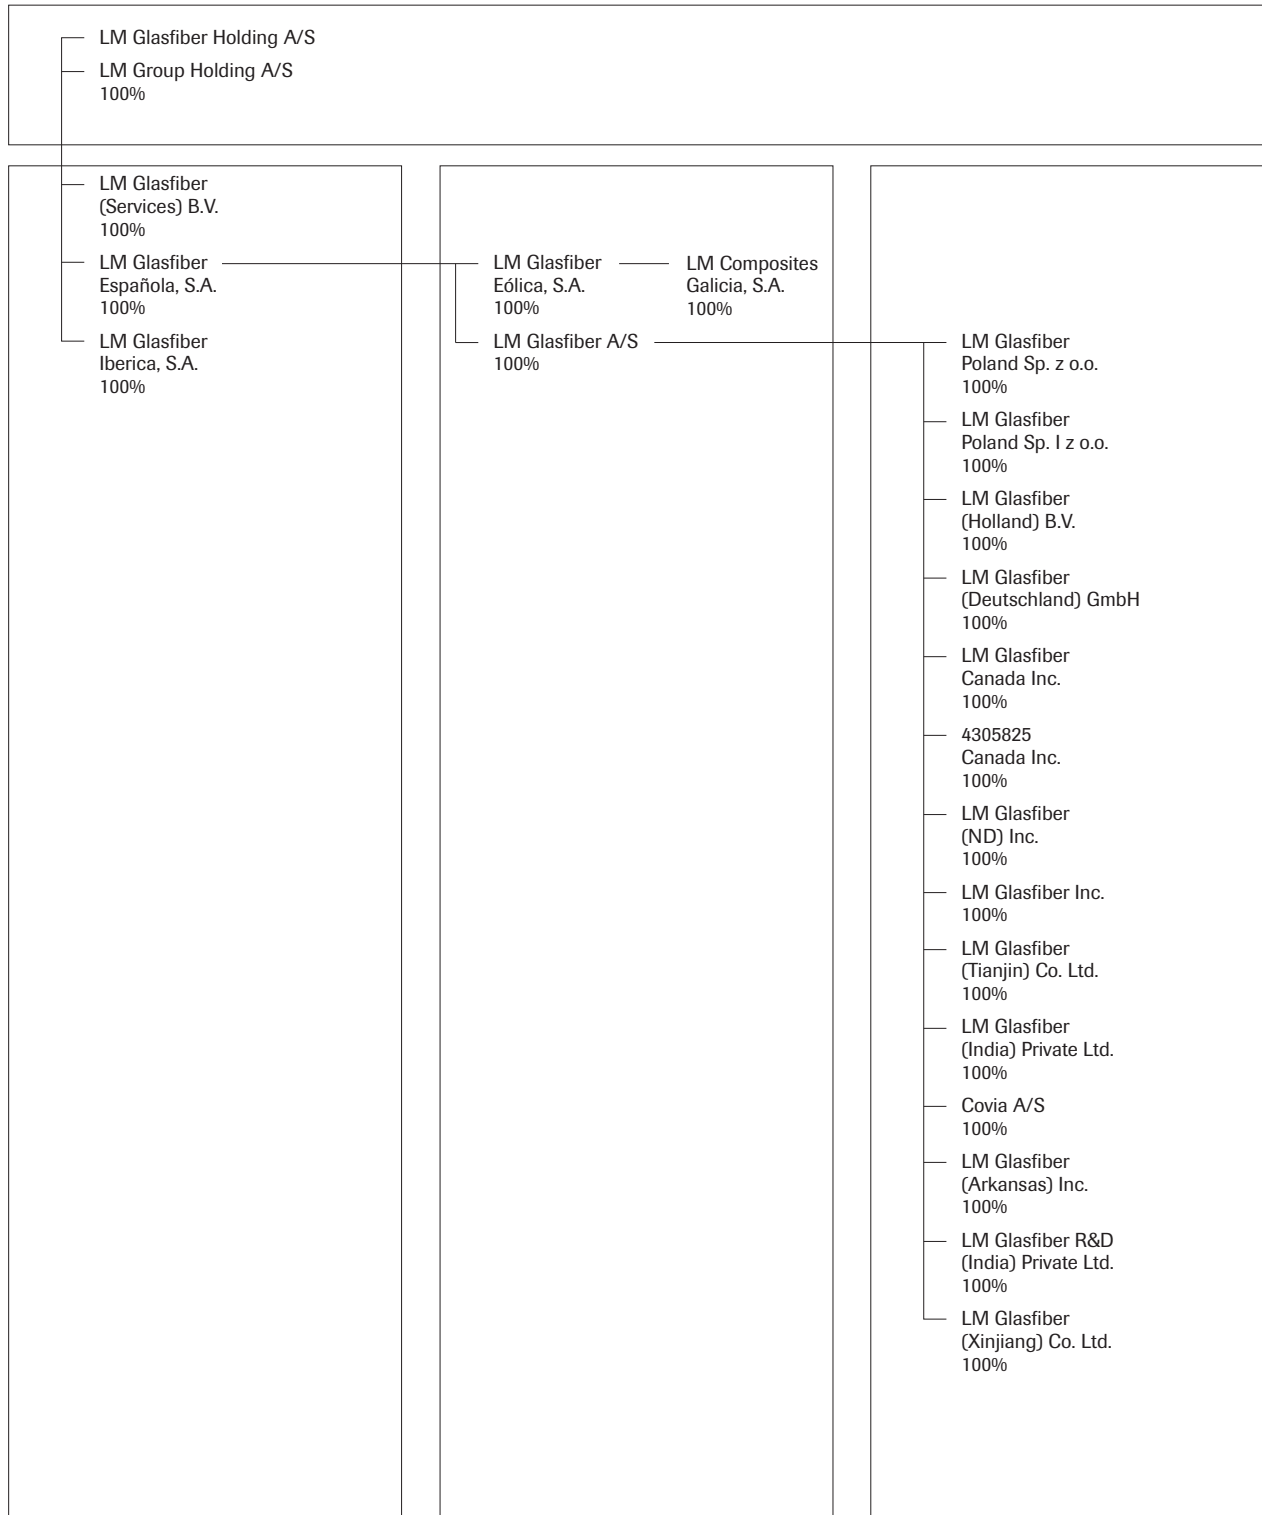 LM Glasfiber Holding A/S
LM Group Holding A/S
100%
LM Glasfiber
(Services) B.V.
100%
LM Glasfiber
Española, S.A.
100%
LM Glasfiber
Iberica, S.A.
100%
LM Glasfiber
Eólica, S.A.
100%
LM Composites
Galicia, S.A.
100%
LM Glasfiber A/S
100%
LM Glasfiber
Poland Sp. z o.o.
100%
LM Glasfiber
Poland Sp. I z o.o.
100%
LM Glasfiber
(Holland) B.V.
100%
LM Glasfiber
(Deutschland) GmbH
100%
LM Glasfiber
Canada Inc.
100%
4305825
Canada Inc.
100%
LM Glasfiber
(ND) Inc.
100%
LM Glasfiber Inc.
100%
LM Glasfiber
(Tianjin) Co. Ltd.
100%
LM Glasfiber
(India) Private Ltd.
100%
Covia A/S
100%
LM Glasfiber
(Arkansas) Inc.
100%
LM Glasfiber R&D
(India) Private Ltd.
100%
LM Glasfiber
(Xinjiang) Co. Ltd.
100%